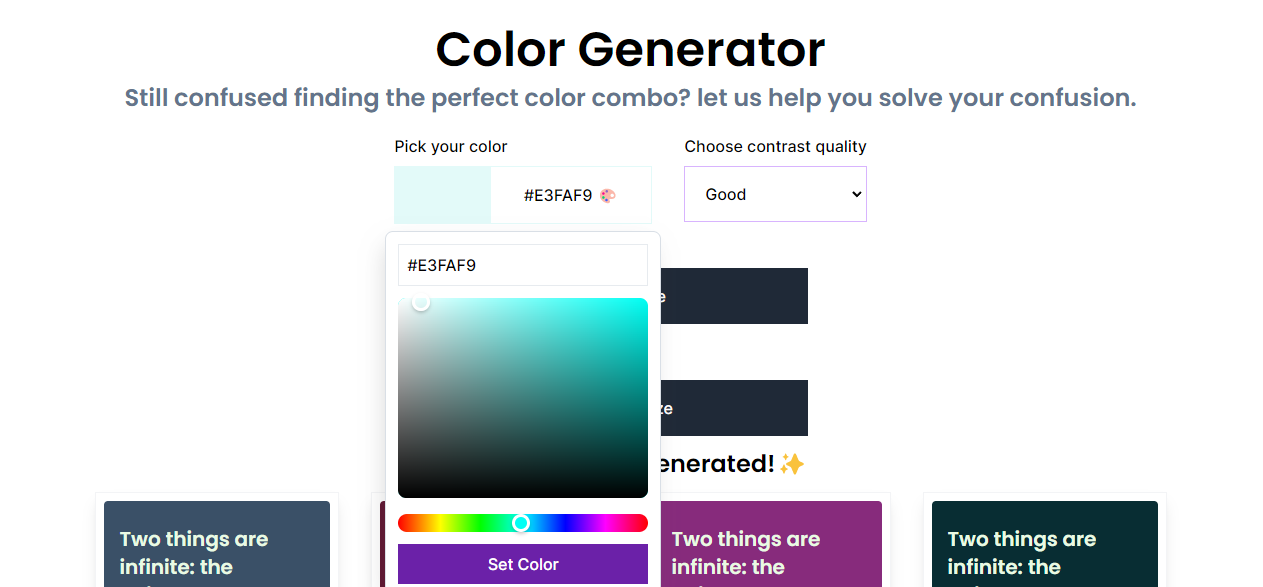 Color Generator
Still confused finding the perfect color combo? let us help you solve your confusion.
Pick your color
Choose contrast quality
#E3FAF9
Good
#E3FAF9
Set Color
Two things are
infinite: the
Two things are
infinite: the
Two things are
infinite: the